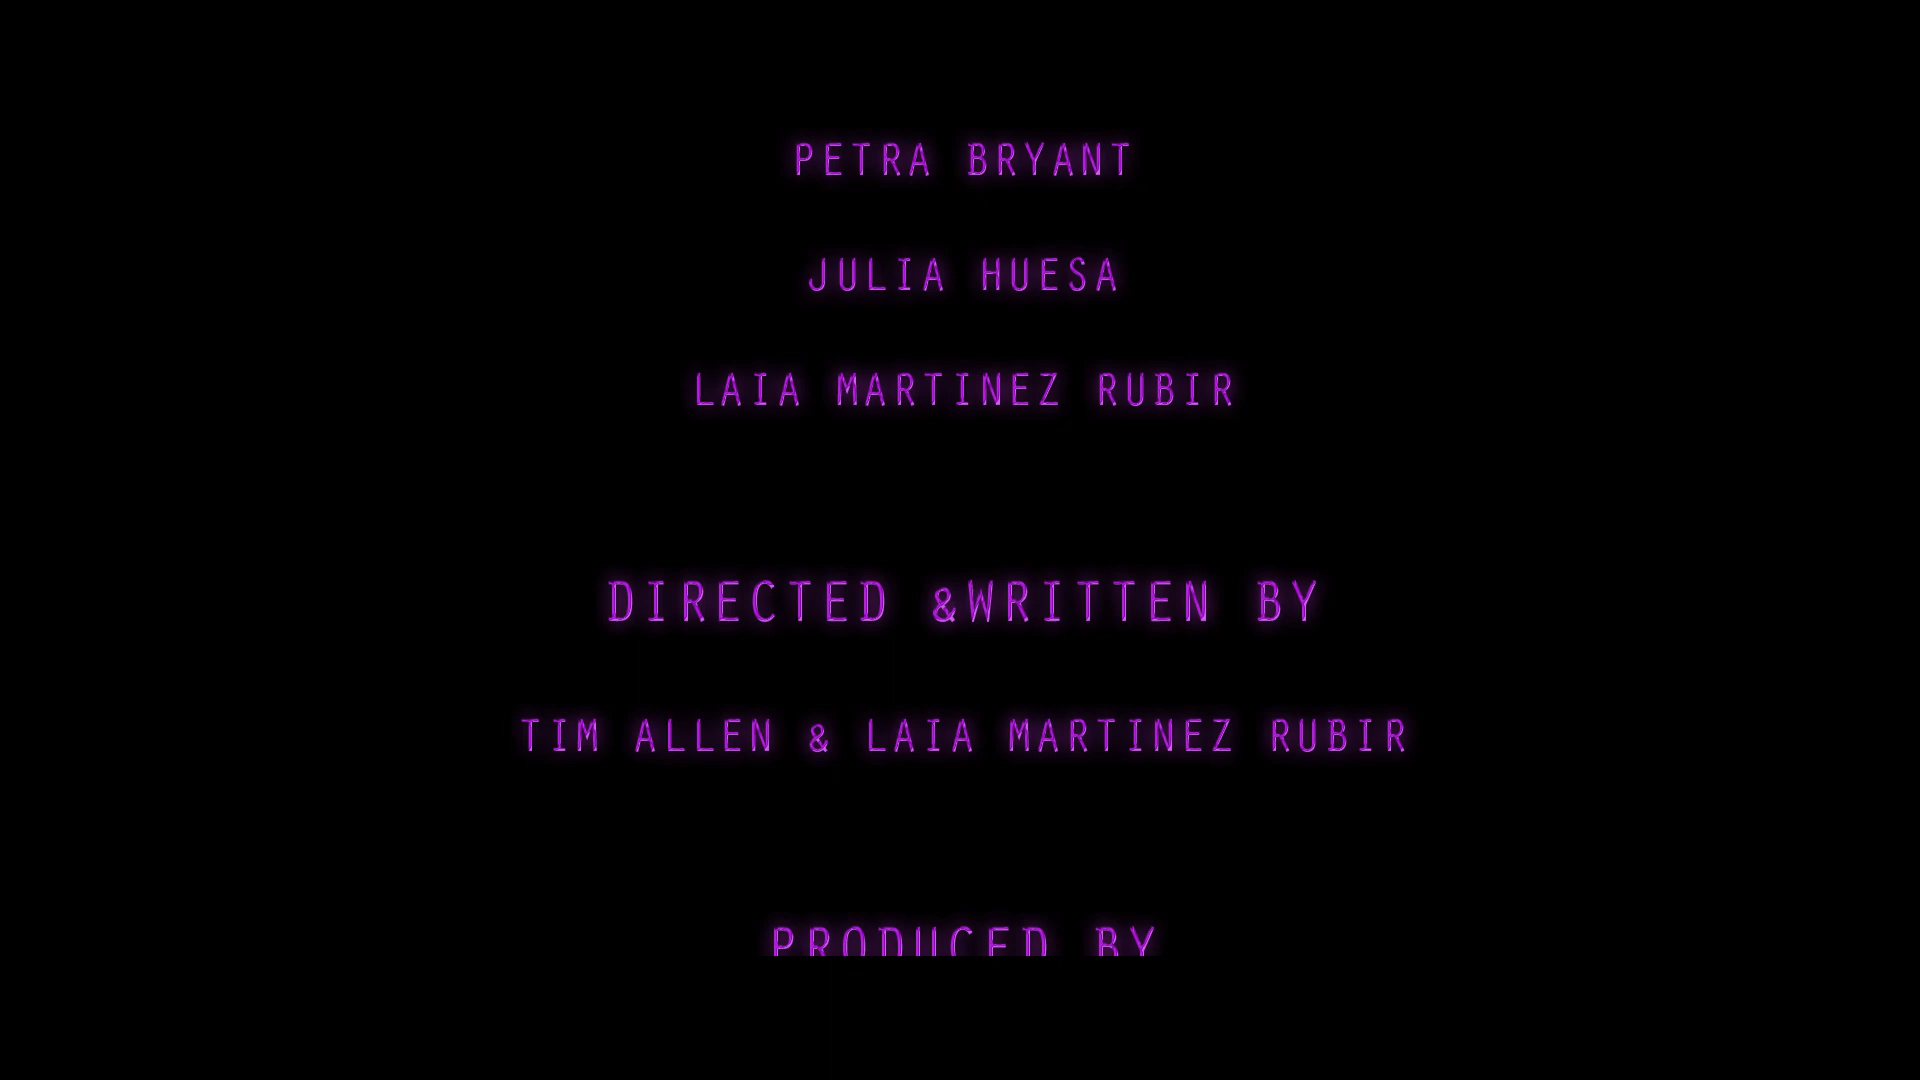 PETRA BRYANT
JULIA HUESA
LAIA MARTINEZ RUBIR
DIRECTED &WRITTEN BY
TIM ALLEN & LAIA MARTINEZ RUBIR
PRODUCED BY